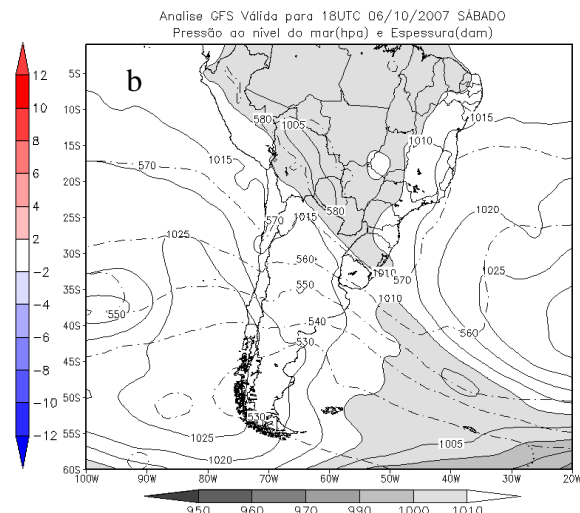 Analise GFS Válida para 18UTC 06/10/2007 SÁBADO
Pressão ao nível do mar(hpa) e Espessura(dam)
b
12
10
8
6
4
2
−2
−4
−6
−8
−10
−12
5S
10S
15S
20S
25S
30S
35S
40S
45S
50S
55S
60S
580
1005
1010
1015
1015
570
1020
580
570
1015
1025
560
1010
570
1025
550
1010
550
540
560
530
530
1025
1005
1020
100W
90W
80W
70W
60W
50W
40W
30W
20W
950
960
970
990
1000
1010